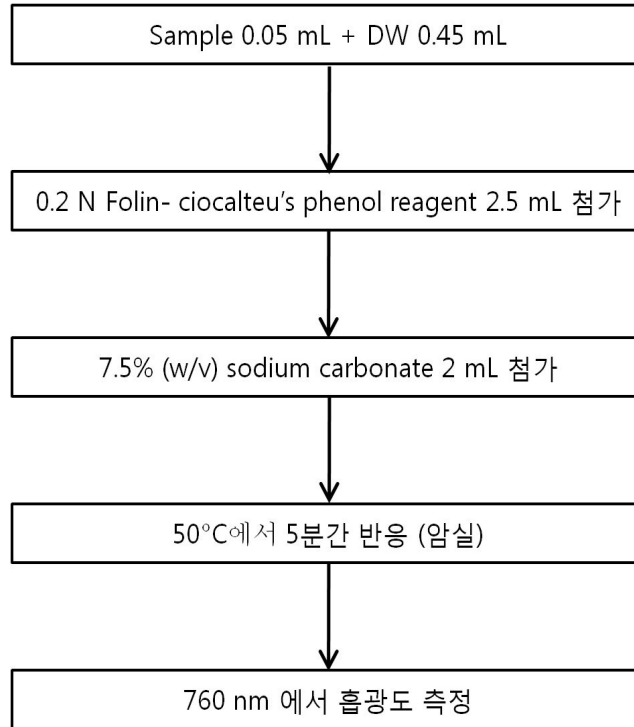 Sample 0.05 mL + DW 0.45 mL
0.2 N Folin- ciocalteu's phenol reagent 2.5 mL 첨가
7.5% (w/v) sodium carbonate 2 mL 첨가
50°C에서 5분간 반응 (암실)
760 nm 에서 흡광도 측정